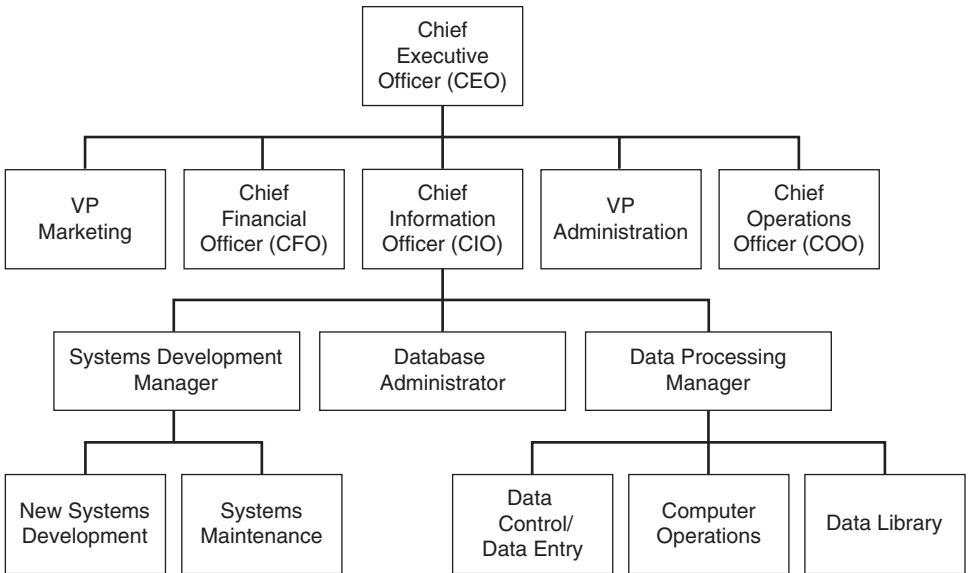 Chief
Executive
Officer (CEO)
VP
Marketing
Chief
Financial
Officer (CFO)
Chief
Information
Officer (CIO)
VP
Administration
Chief
Operations
Officer (COO)
Systems Development
Manager
Database
Administrator
Data Processing
Manager
New Systems
Development
Systems
Maintenance
Data
Control/
Data Entry
Computer
Operations
Data Library